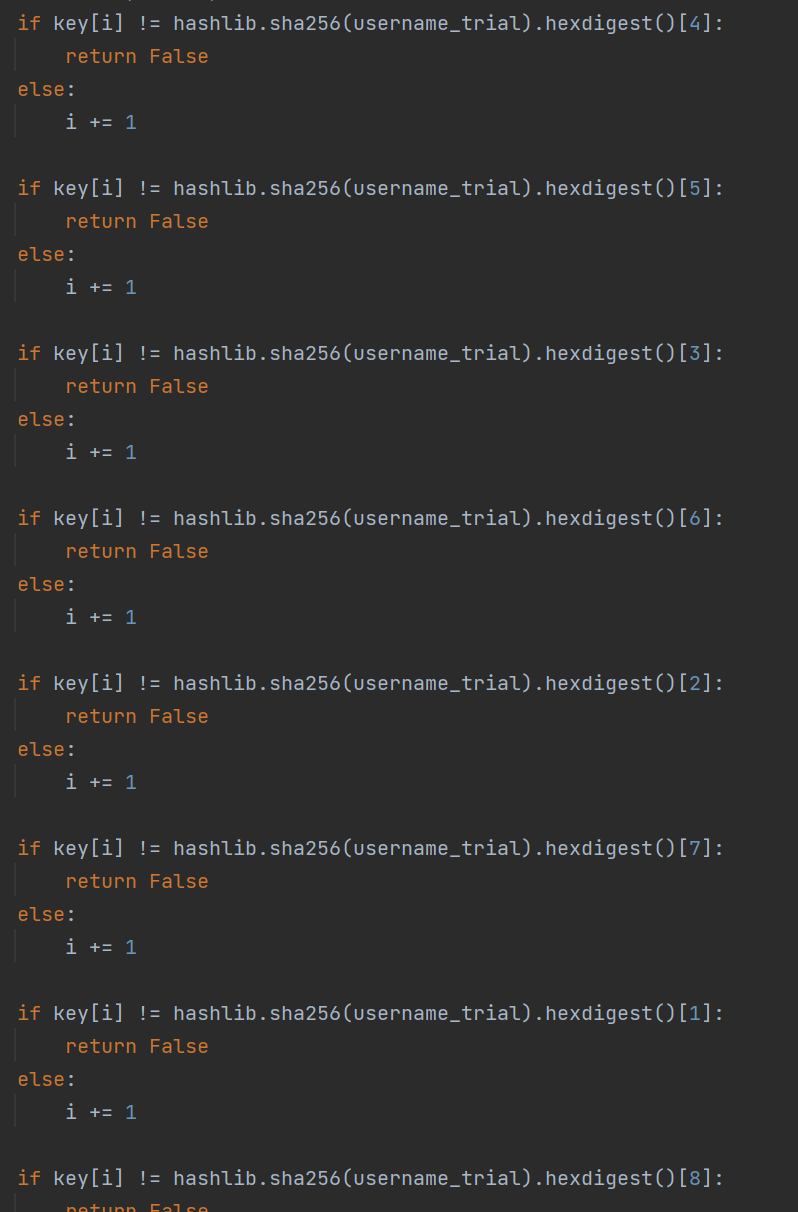 if key[i] != hashlib.sha256(username_trial).hexdigest()[4]:
    return False
else:
    i += 1

if key[i] != hashlib.sha256(username_trial).hexdigest()[5]:
    return False
else:
    i += 1

if key[i] != hashlib.sha256(username_trial).hexdigest()[3]:
    return False
else:
    i += 1

if key[i] != hashlib.sha256(username_trial).hexdigest()[6]:
    return False
else:
    i += 1

if key[i] != hashlib.sha256(username_trial).hexdigest()[2]:
    return False
else:
    i += 1

if key[i] != hashlib.sha256(username_trial).hexdigest()[7]:
    return False
else:
    i += 1

if key[i] != hashlib.sha256(username_trial).hexdigest()[1]:
    return False
else:
    i += 1

if key[i] != hashlib.sha256(username_trial).hexdigest()[8]:
    return False